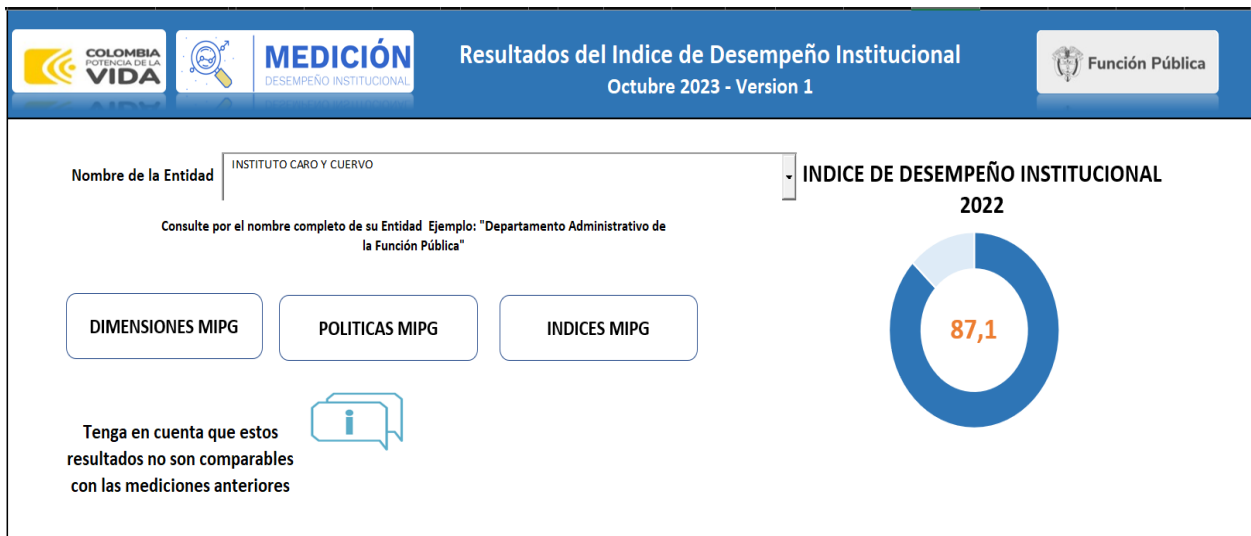 COLOMBIA
POTENCIA DE LA
VIDA
MEDICIÓN
DESEMPEÑO INSTITUCIONAL
Resultados del Indice de Desempeño Institucional
Octubre 2023 - Version 1
Función Pública
Nombre de la Entidad
INSTITUTO CARO Y CUERVO
Consulte por el nombre completo de su Entidad Ejemplo: "Departamento Administrativo de
la Función Pública"
INDICE DE DESEMPEÑO INSTITUCIONAL
2022
87,1
DIMENSIONES MIPG
POLITICAS MIPG
INDICES MIPG
i
Tenga en cuenta que estos
resultados no son comparables
con las mediciones anteriores